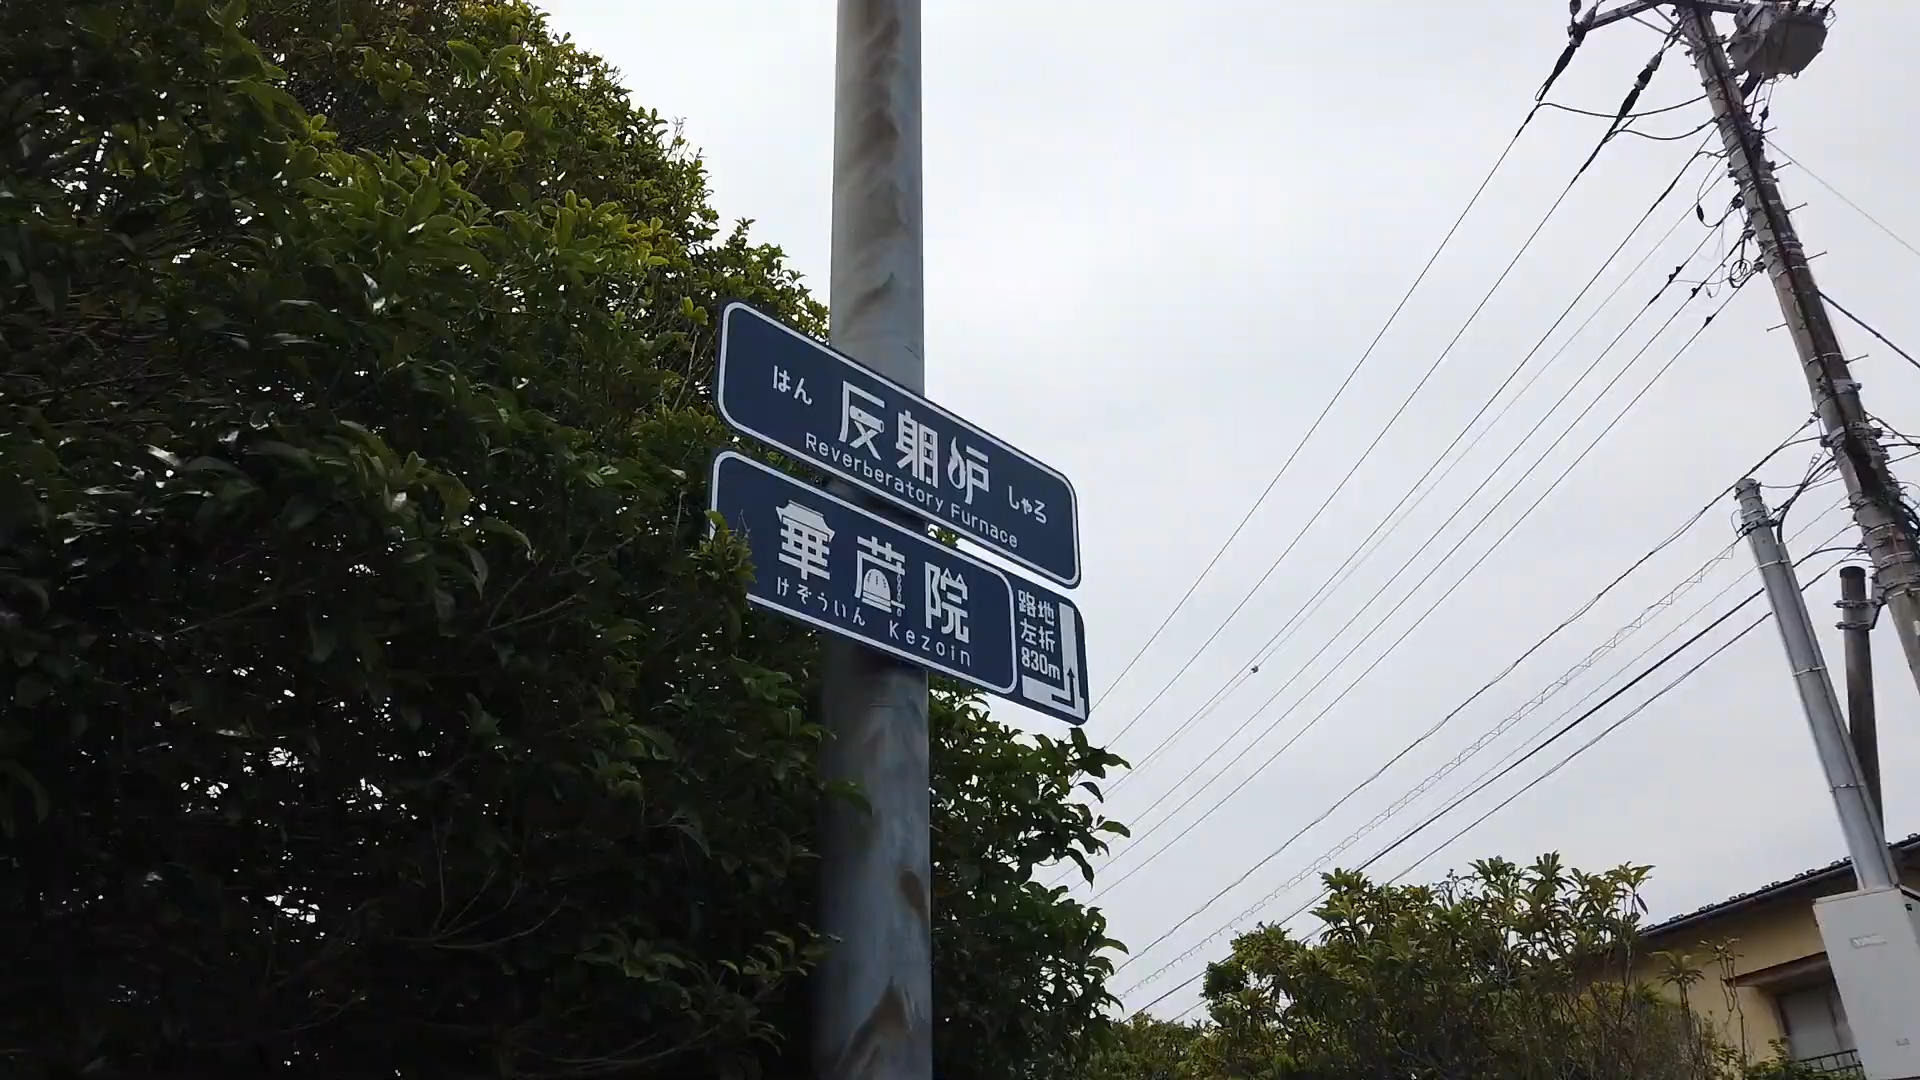 はん 反射炉 しゃろ
Reverberatory Furnace
華蔵院
けぞういん Kezoin
路地
左折
830m